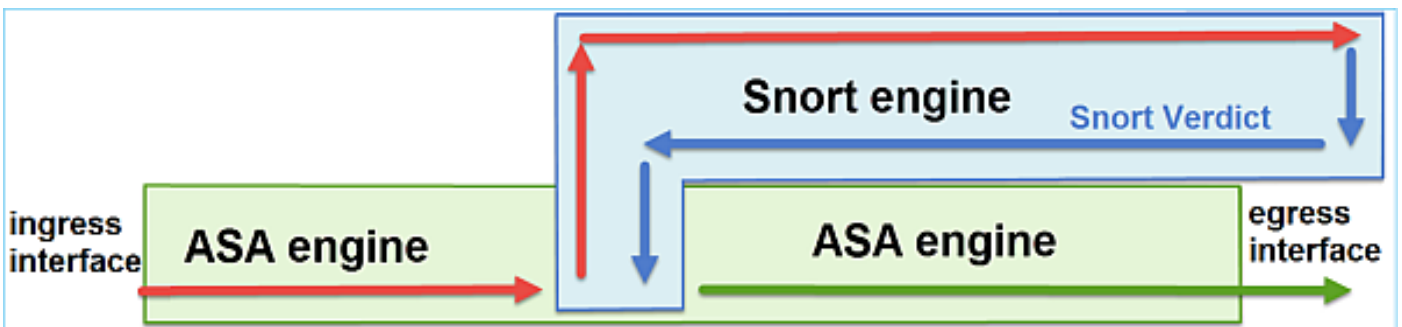 Snort engine
Snort Verdict
ingress
interface
ASA engine
ASA engine
egress
interface